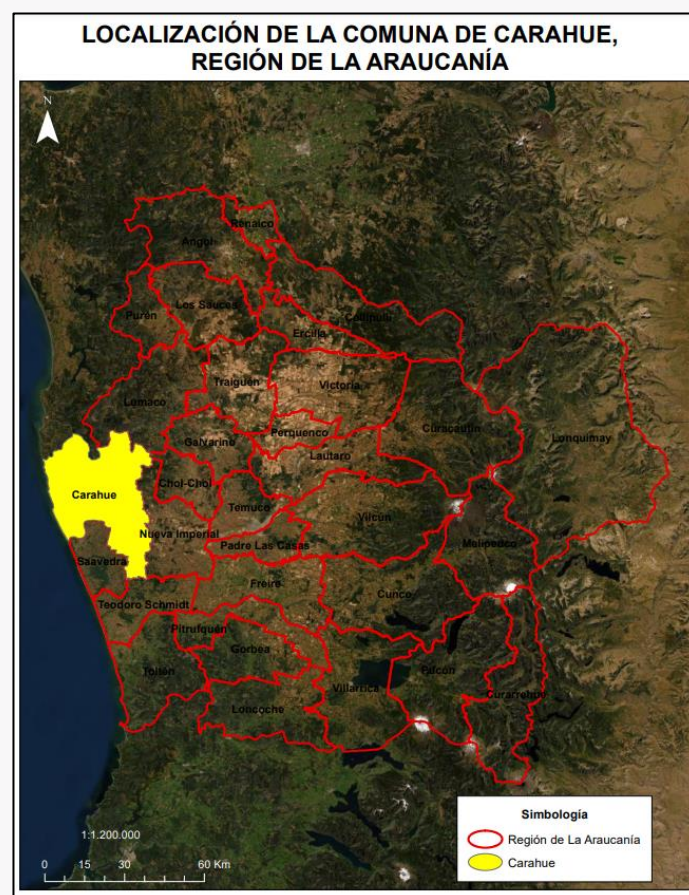 LOCALIZACIÓN DE LA COMUNA DE CARAHUE,
REGIÓN DE LA ARAUCANÍA
N
Renaico
Angol
Los Sauces
Collipulli
Purén
Ercilla
Traiguén
Victoria
Lumaco
Curacautín
Perquenco
Lonquimay
Galvarino
Lautaro
Chol-Chol
Carahue
Temuco
Vilcún
Nueva Imperial
Padre Las Casas
Melipeuco
Saavedra
Freire
Cunco
Teodoro Schmidt
Pitrufquén
Gorbea
Toltén
Pucón
Villarrica
Curarrehue
Loncoche
1:1.200.000
0 15 30 60 Km
Simbología
Región de La Araucanía
Carahue